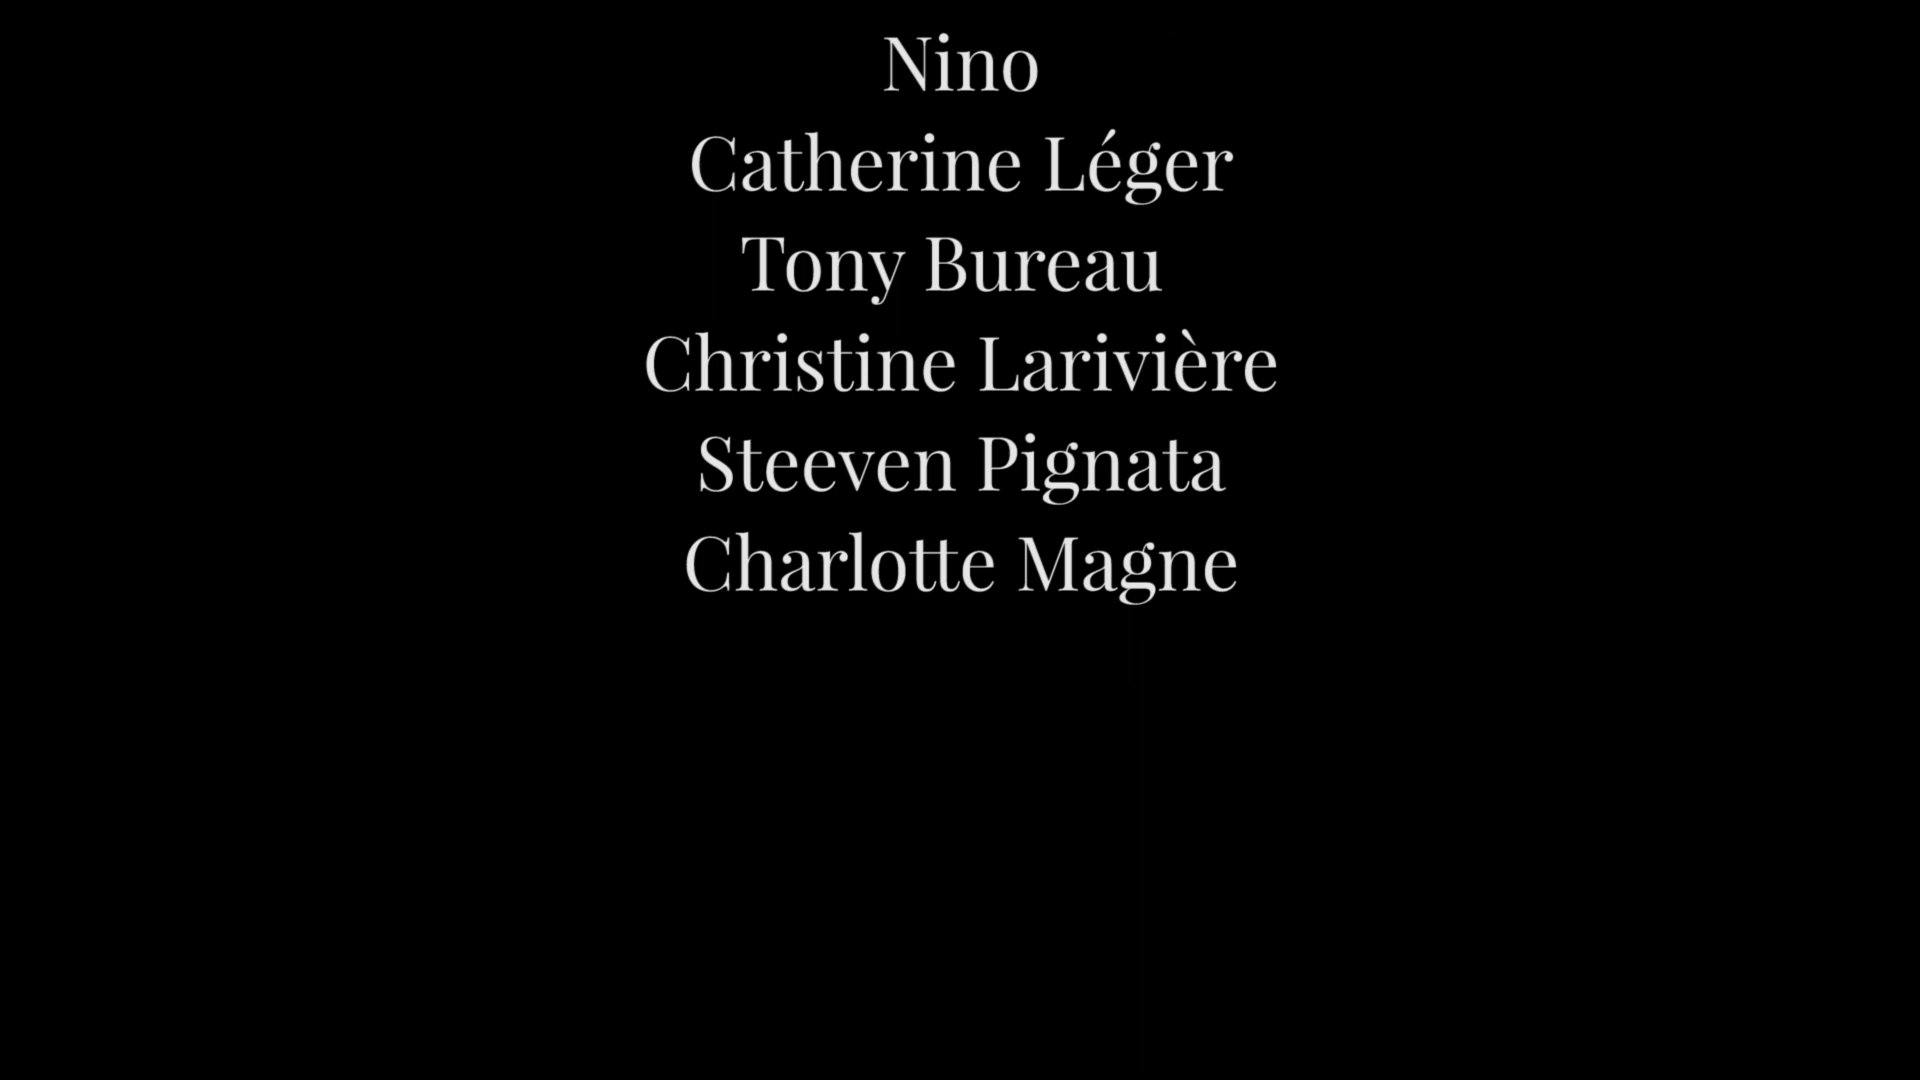 Nino
Catherine Léger
Tony Bureau
Christine Larivière
Steeven Pignata
Charlotte Magne